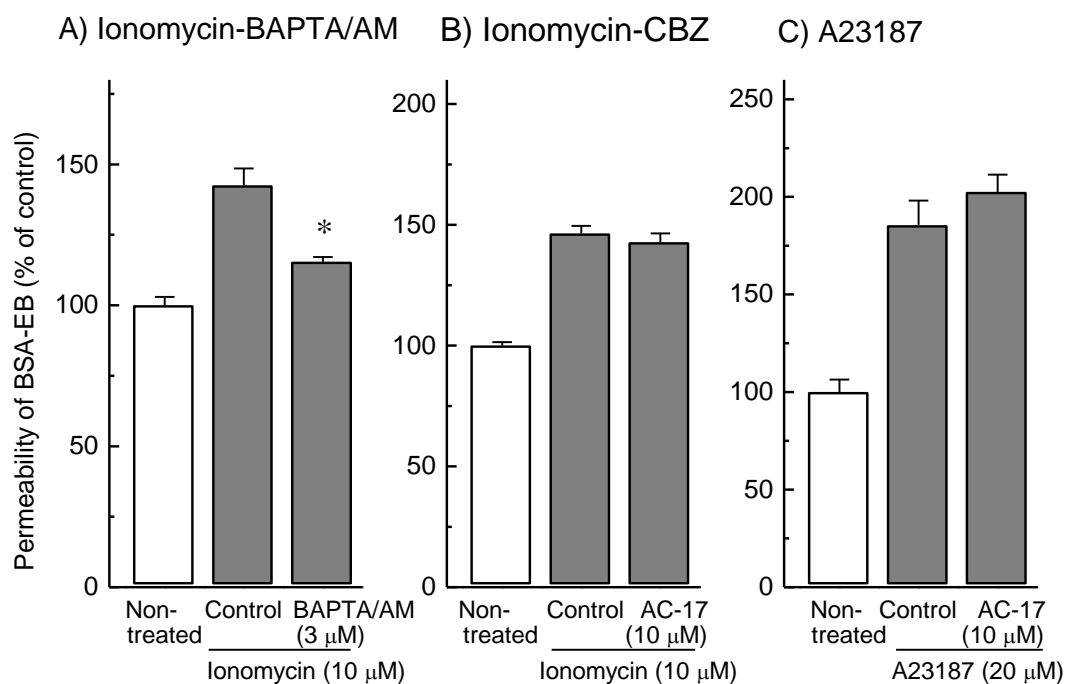 A) Ionomycin-BAPTA/AM
B) Ionomycin-CBZ
C) A23187
Permeability of BSA-EB (% of control)
150
100
50
0
*
Non-
treated
Control
BAPTA/AM
(3 μM)
Ionomycin (10 μM)
200
150
100
50
0
Non-
treated
Control
AC-17
(10 μM)
Ionomycin (10 μM)
250
200
150
100
50
0
Non-
treated
Control
AC-17
(10 μM)
A23187 (20 μM)